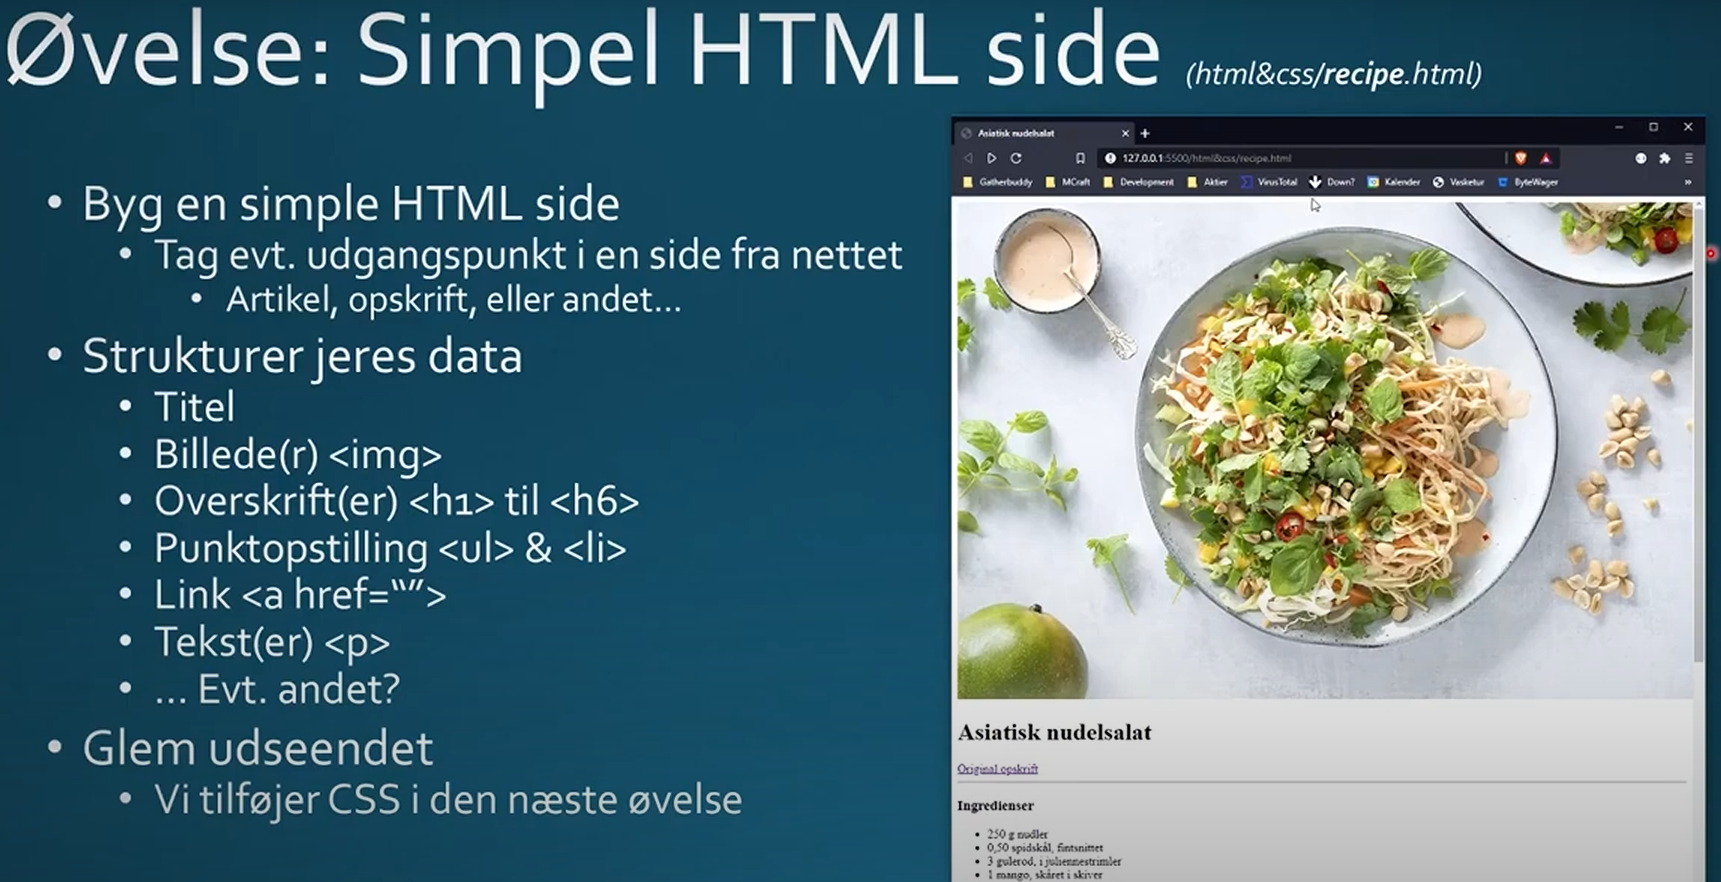 Øvelse: Simpel HTML side (html&css/recipe.html)
• Byg en simple HTML side
• Tag evt. udgangspunkt i en side fra nettet
• Artikel, opskrift, eller andet...
• Strukturer jeres data
• Titel
• Billede(r) <img>
• Overskrift(er) <h1> til <h6>
• Punktopstilling <ul> & <li>
• Link <a href=“”>
• Tekst(er) <p>
• ... Evt. andet?
• Glem udseendet
• Vi tilføjer CSS i den næste øvelse
Asiatisk nudelsalat
127.0.0.1:5500/html&css/recipe.html
Gatherbuddy MCraft Development Aktier VirusTotal Down? Kalender Vasketur ByteWager »
Asiatisk nudelsalat
Original opskrift
Ingredienser
• 250 g nudler
• 0,50 spidskål, fintsnittet
• 3 gulerod, i juliennestrimler
• 1 mango, skåret i skiver